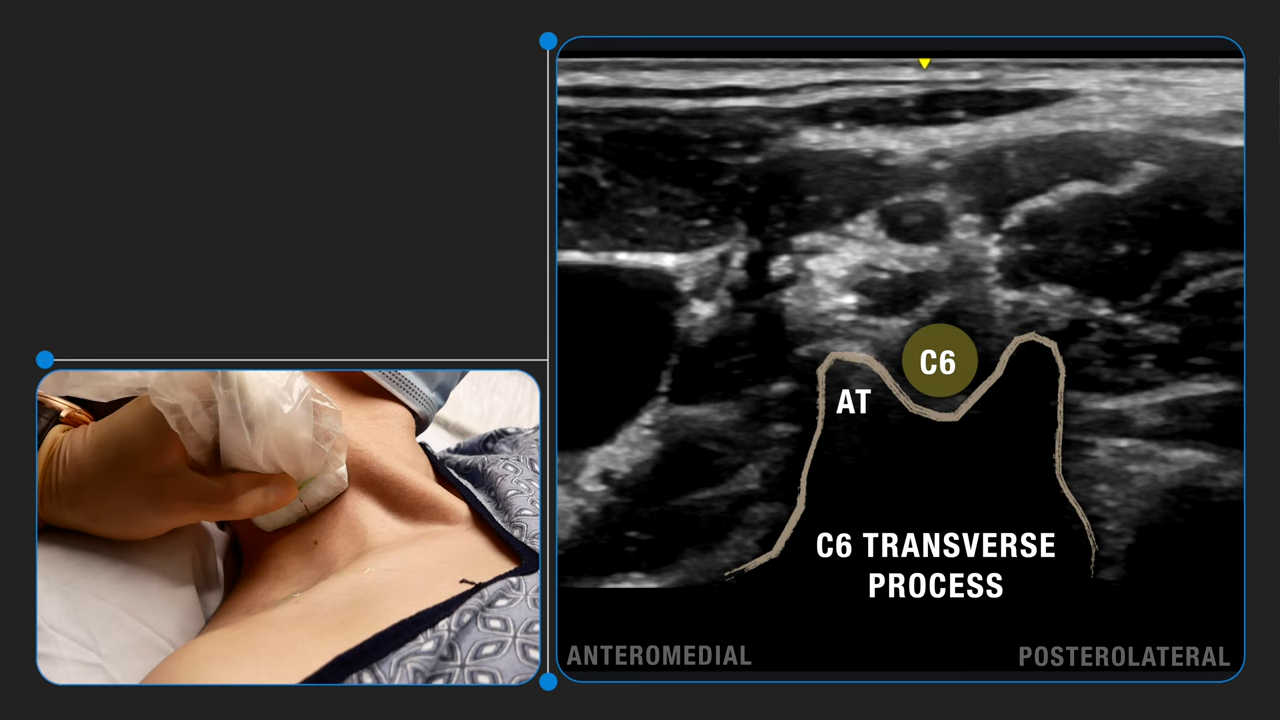 C6
AT
C6 TRANSVERSE
PROCESS
ANTEROMEDIAL
POSTEROLATERAL